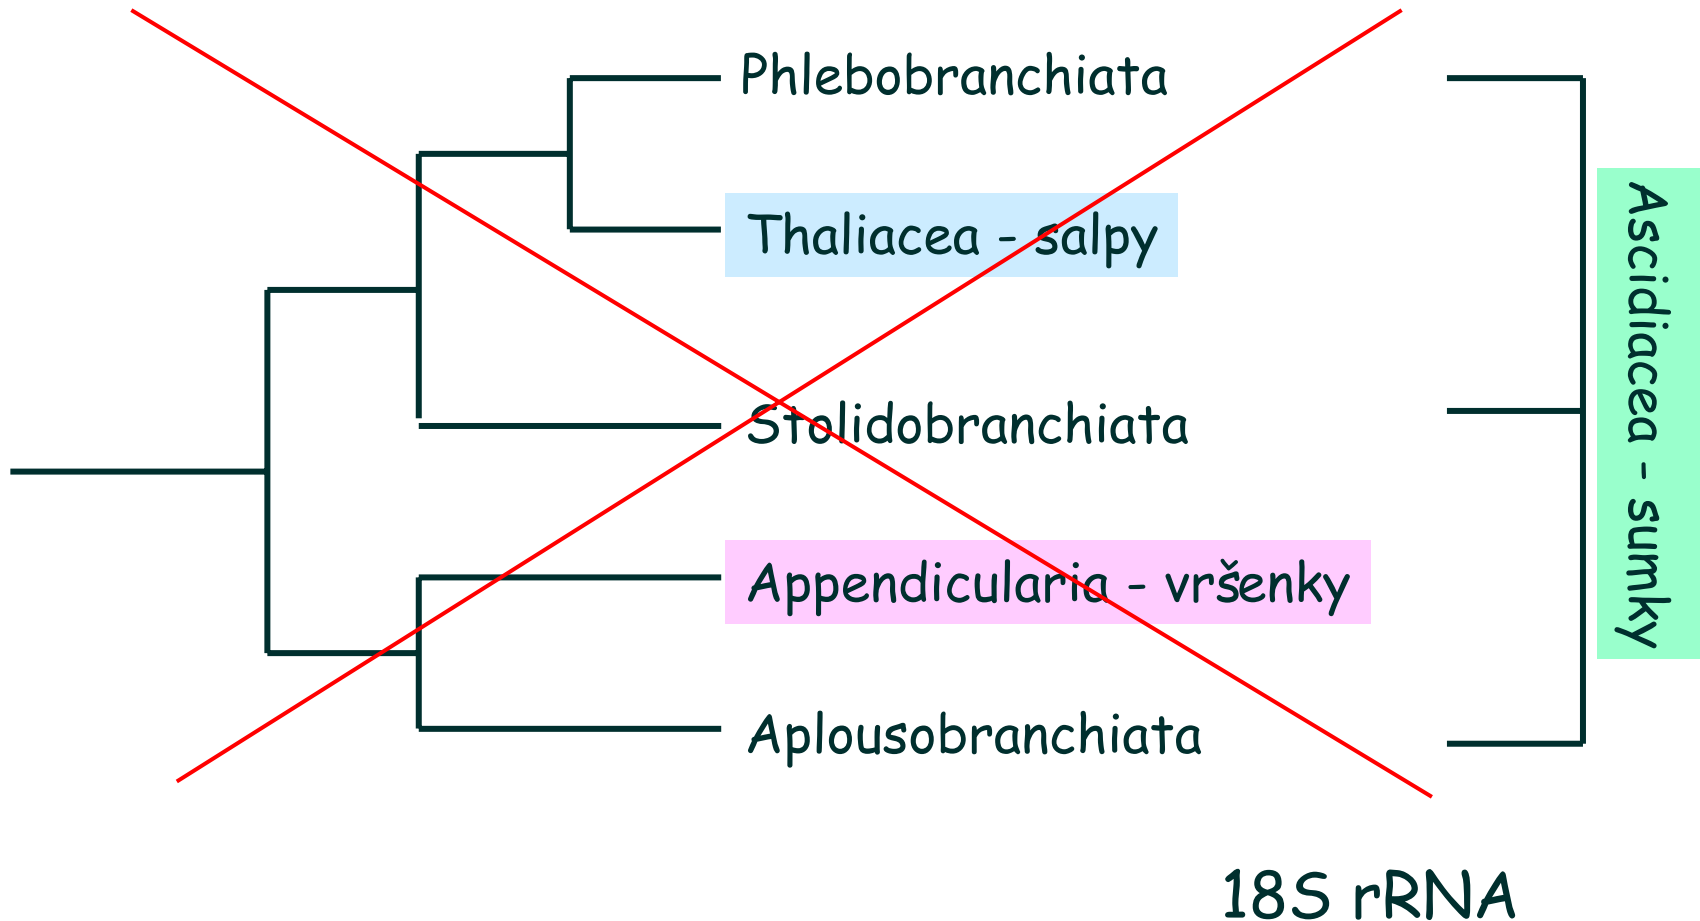 Phlebobranchiata
Thaliacea - salpy
Stolidobranchiata
Appendicularia - vršenky
Aplousobranchiata
Ascidiacea - sumky
18S rRNA